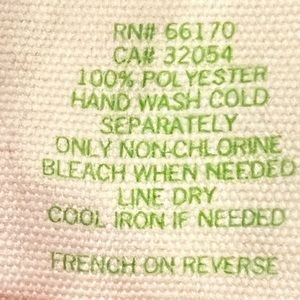 RN# 66170
CA# 32054
100% POLYESTER
HAND WASH COLD
SEPARATELY
ONLY NON-CHLORINE
BLEACH WHEN NEEDED
LINE DRY
COOL IRON IF NEEDED
FRENCH ON REVERSE